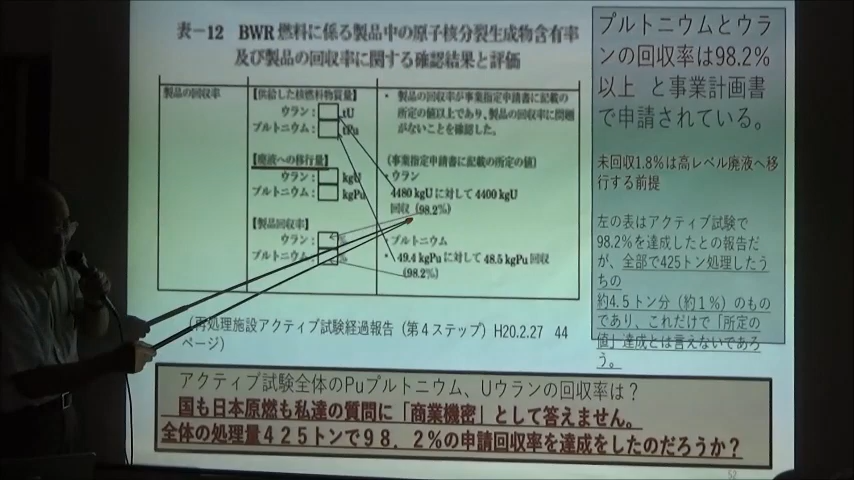 表－12 BWR 燃料に係る製品中の原子核分裂生成物含有率
及び製品の回収率に関する確認結果と評価
製品の回収率
【供給した核燃料物質量】
ウラン： tU
プルトニウム： tPu
【廃液への移行量】
ウラン： kgU
プルトニウム： kgPu
【製品回収率】
ウラン：
プルトニウム：
・ 製品の回収率が事業指定申請書に記載の
所定の値以上であり、製品の回収率に問題
がないことを確認した。
（事業指定申請書に記載の所定の値）
・ウラン
4480 kgU に対して 4400 kgU
回収 (98.2%)
プルトニウム
・ 49.4 kgPu に対して 48.5 kgPu 回収
(98.2%)
（再処理施設アクティブ試験経過報告（第４ステップ）H20.2.27 44
ページ）
プルトニウムとウラ
ンの回収率は98.2%
以上 と事業計画書
で申請されている。
未回収1.8%は高レベル廃液へ移
行する前提
左の表はアクティブ試験で
98.2%を達成したとの報告だ
が、全部で425トン処理したう
ちの
約4.5トン分（約１%）のもの
であり、これだけで「所定の
値」達成とは言えないであろ
う。
アクティブ試験全体のPuプルトニウム、Uウランの回収率は？
国も日本原燃も私達の質問に「商業機密」として答えません。
全体の処理量４２５トンで９８．２%の申請回収率を達成をしたのだろうか？